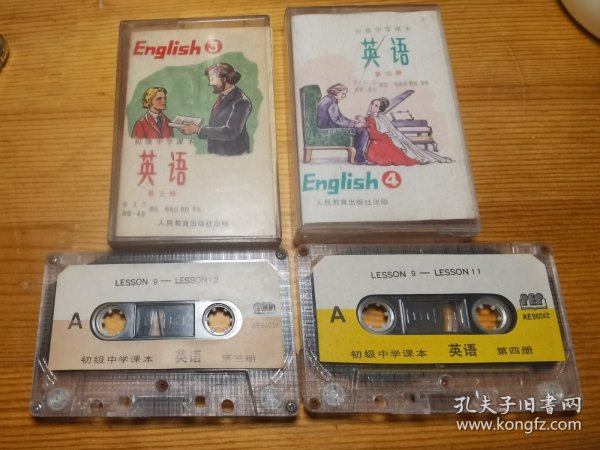 English 3
初级中学课本
英语
第三册
人民教育出版社出版
初级中学课本
英语
第四册
English 4
人民教育出版社出版
LESSON 9 — LESSON 12
A
初级中学课本 英语 第三册
LESSON 9 — LESSON 11
A
AE86042
初级中学课本 英语 第四册
孔夫子旧书网
www.kongfz.com